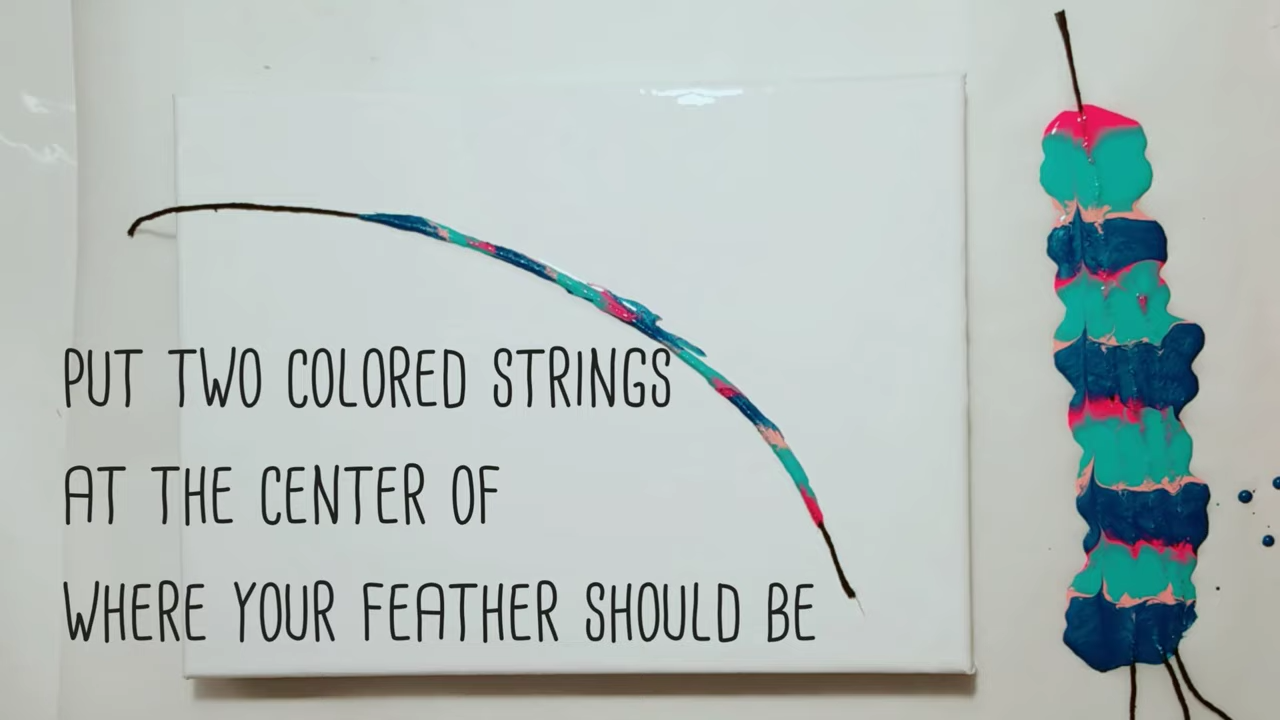 PUT TWO COLORED STRINGS
AT THE CENTER OF
WHERE YOUR FEATHER SHOULD BE